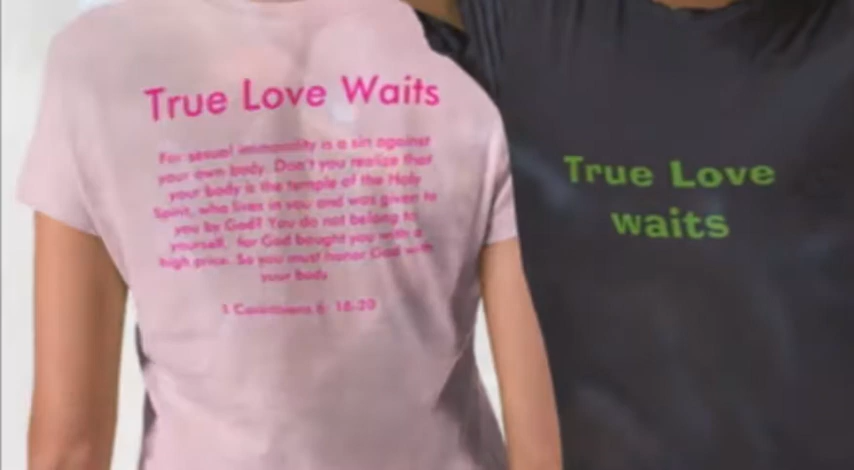 True Love Waits
For sexual immorality is a sin against
your own body. Don't you realize that
your body is the temple of the Holy
Spirit, who lives in you and was given to
you by God? You do not belong to
yourself, for God bought you with a
high price. So you must honor God with
your body
1 Corinthians 6: 18-20
True Love
waits